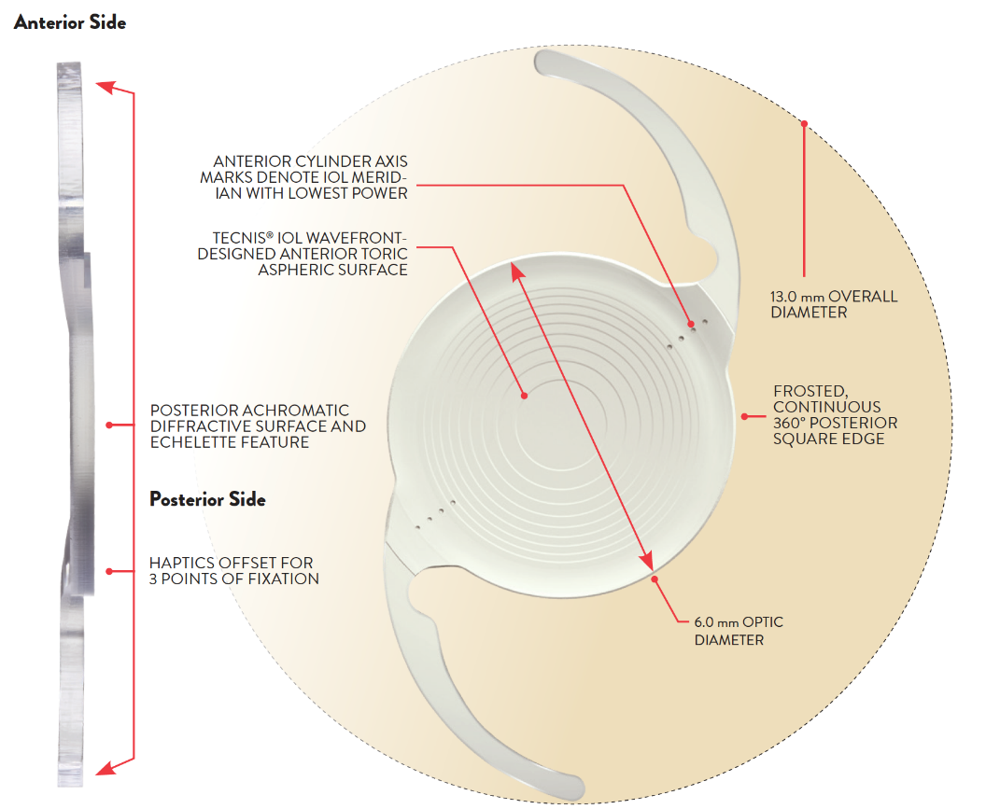 Anterior Side
ANTERIOR CYLINDER AXIS
MARKS DENOTE IOL MERID-
IAN WITH LOWEST POWER
TECNIS® IOL WAVEFRONT-
DESIGNED ANTERIOR TORIC
ASPHERIC SURFACE
13.0 mm OVERALL
DIAMETER
FROSTED,
CONTINUOUS
360° POSTERIOR
SQUARE EDGE
POSTERIOR ACHROMATIC
DIFFRACTIVE SURFACE AND
ECHELETTE FEATURE
Posterior Side
HAPTICS OFFSET FOR
3 POINTS OF FIXATION
6.0 mm OPTIC
DIAMETER